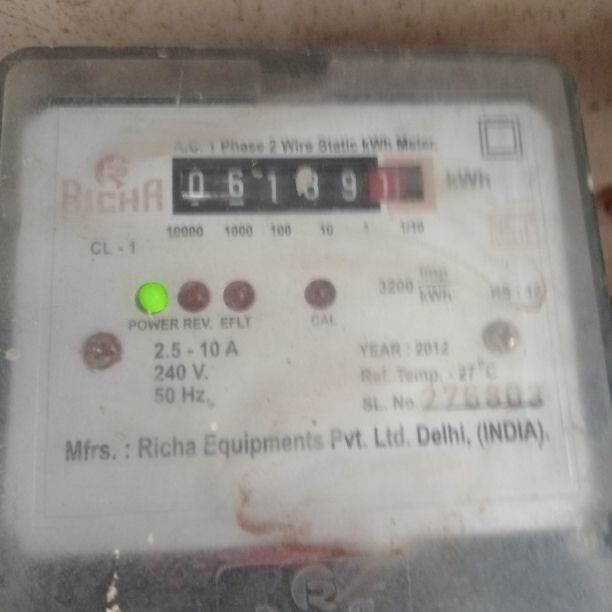 A.C. 1 Phase 2 Wire Static kWh Meter.
RICHA
0 6 1 8 9 1 kWh
10000 1000 100 10 1 1/10
CL - 1
3200 Imp. kWh
POWER REV. EFLT CAL
2.5 - 10 A
240 V.
50 Hz.
YEAR : 2012
Ref. Temp. - 27°C
SL. No. 276803
Mfrs. : Richa Equipments Pvt. Ltd. Delhi, (INDIA).